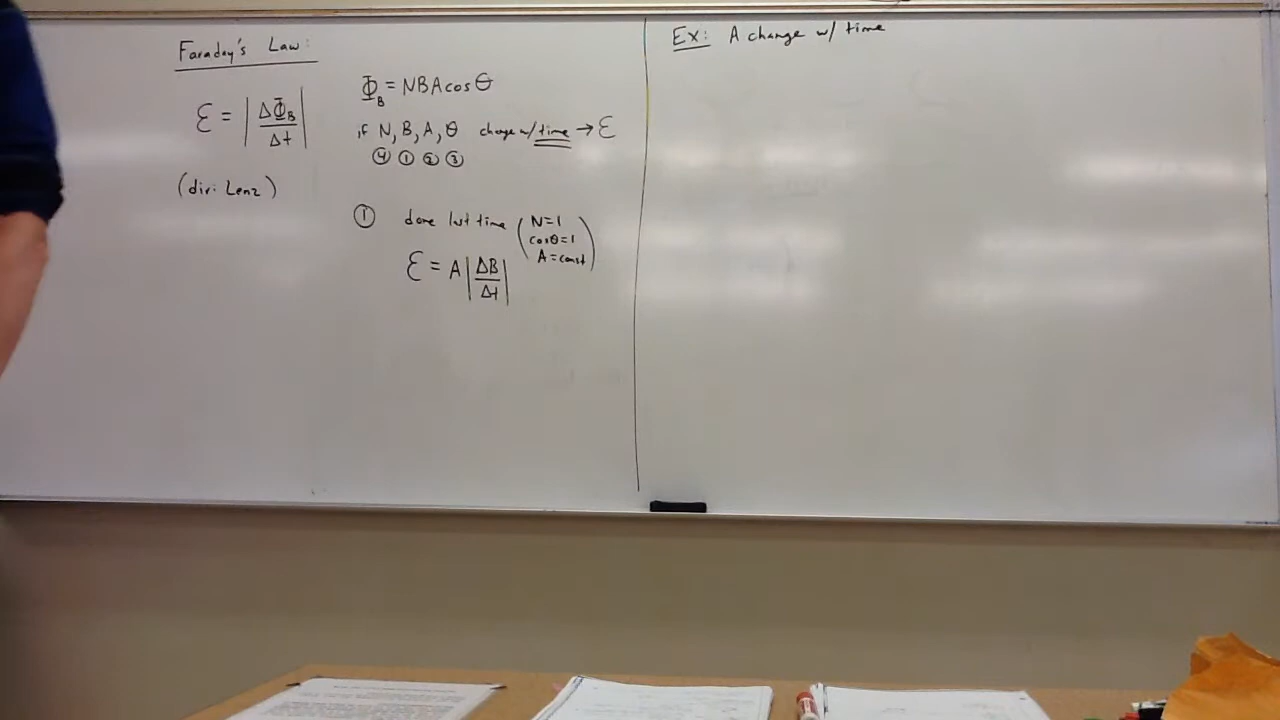 Faraday's Law:
ℰ = |ΔΦ_B / Δt|
(dir: Lenz)
Φ_B = NBAcosθ
if N, B, A, θ change w/ time → ℰ
④ ① ② ③
① done last time (N=1
cosθ=1
A=const)
ℰ = A|ΔB / Δt|
Ex: A change w/ time